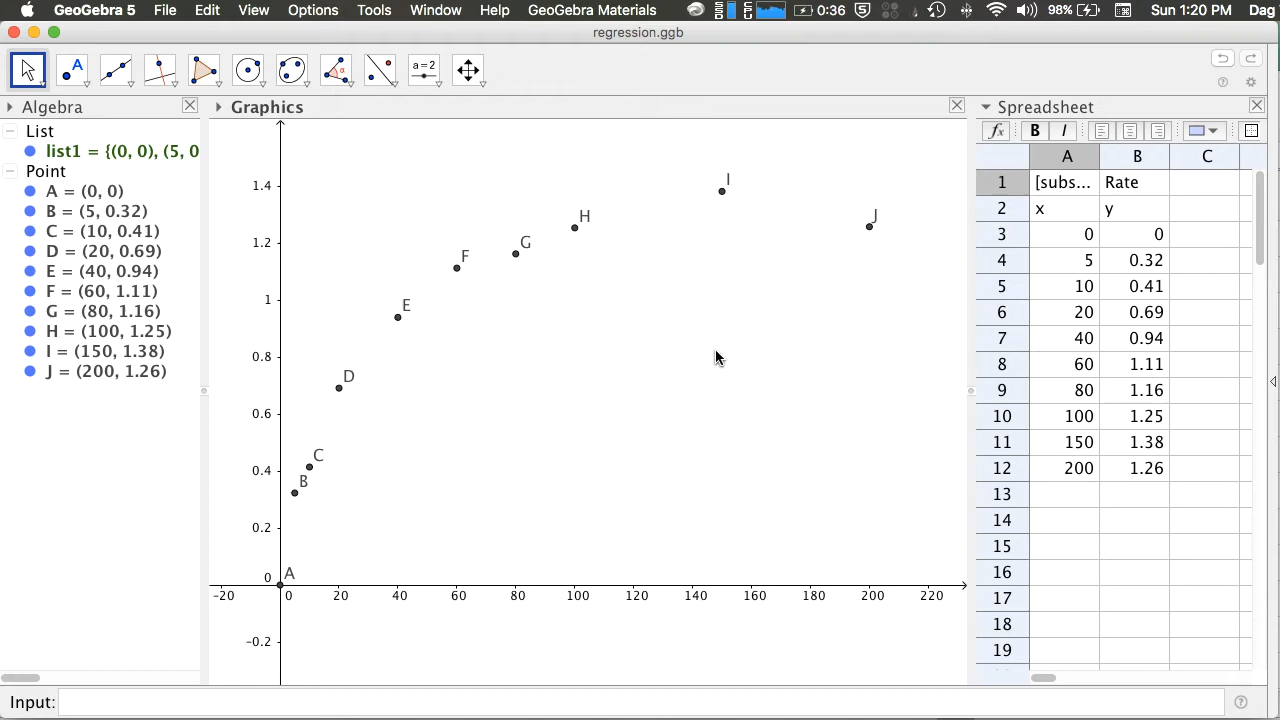 GeoGebra 5 File Edit View Options Tools Window Help GeoGebra Materials 0:36 98% Sun 1:20 PM Dag
regression.ggb
A a=2
Algebra
List
list1 = {(0, 0), (5, 0
Point
A = (0, 0)
B = (5, 0.32)
C = (10, 0.41)
D = (20, 0.69)
E = (40, 0.94)
F = (60, 1.11)
G = (80, 1.16)
H = (100, 1.25)
I = (150, 1.38)
J = (200, 1.26)
Graphics
1.4
1.2
1
0.8
0.6
0.4
0.2
0
-0.2
-20 0 20 40 60 80 100 120 140 160 180 200 220
A
B
C
D
E
F
G
H
I
J
Spreadsheet
fx B I
A B C
1 [subs... Rate
2 x y
3 0 0
4 5 0.32
5 10 0.41
6 20 0.69
7 40 0.94
8 60 1.11
9 80 1.16
10 100 1.25
11 150 1.38
12 200 1.26
13
14
15
16
17
18
19
Input: